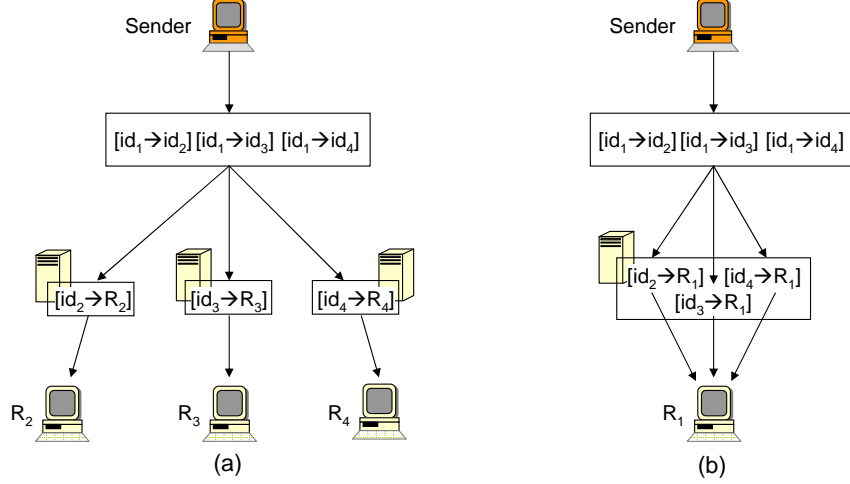 Sender
[id₁→id₂][id₁→id₃] [id₁→id₄]
[id₂→R₂]
[id₃→R₃]
[id₄→R₄]
R₂
R₃
R₄
(a)
Sender
[id₁→id₂][id₁→id₃] [id₁→id₄]
[id₂→R₁] [id₄→R₁]
[id₃→R₁]
R₁
(b)